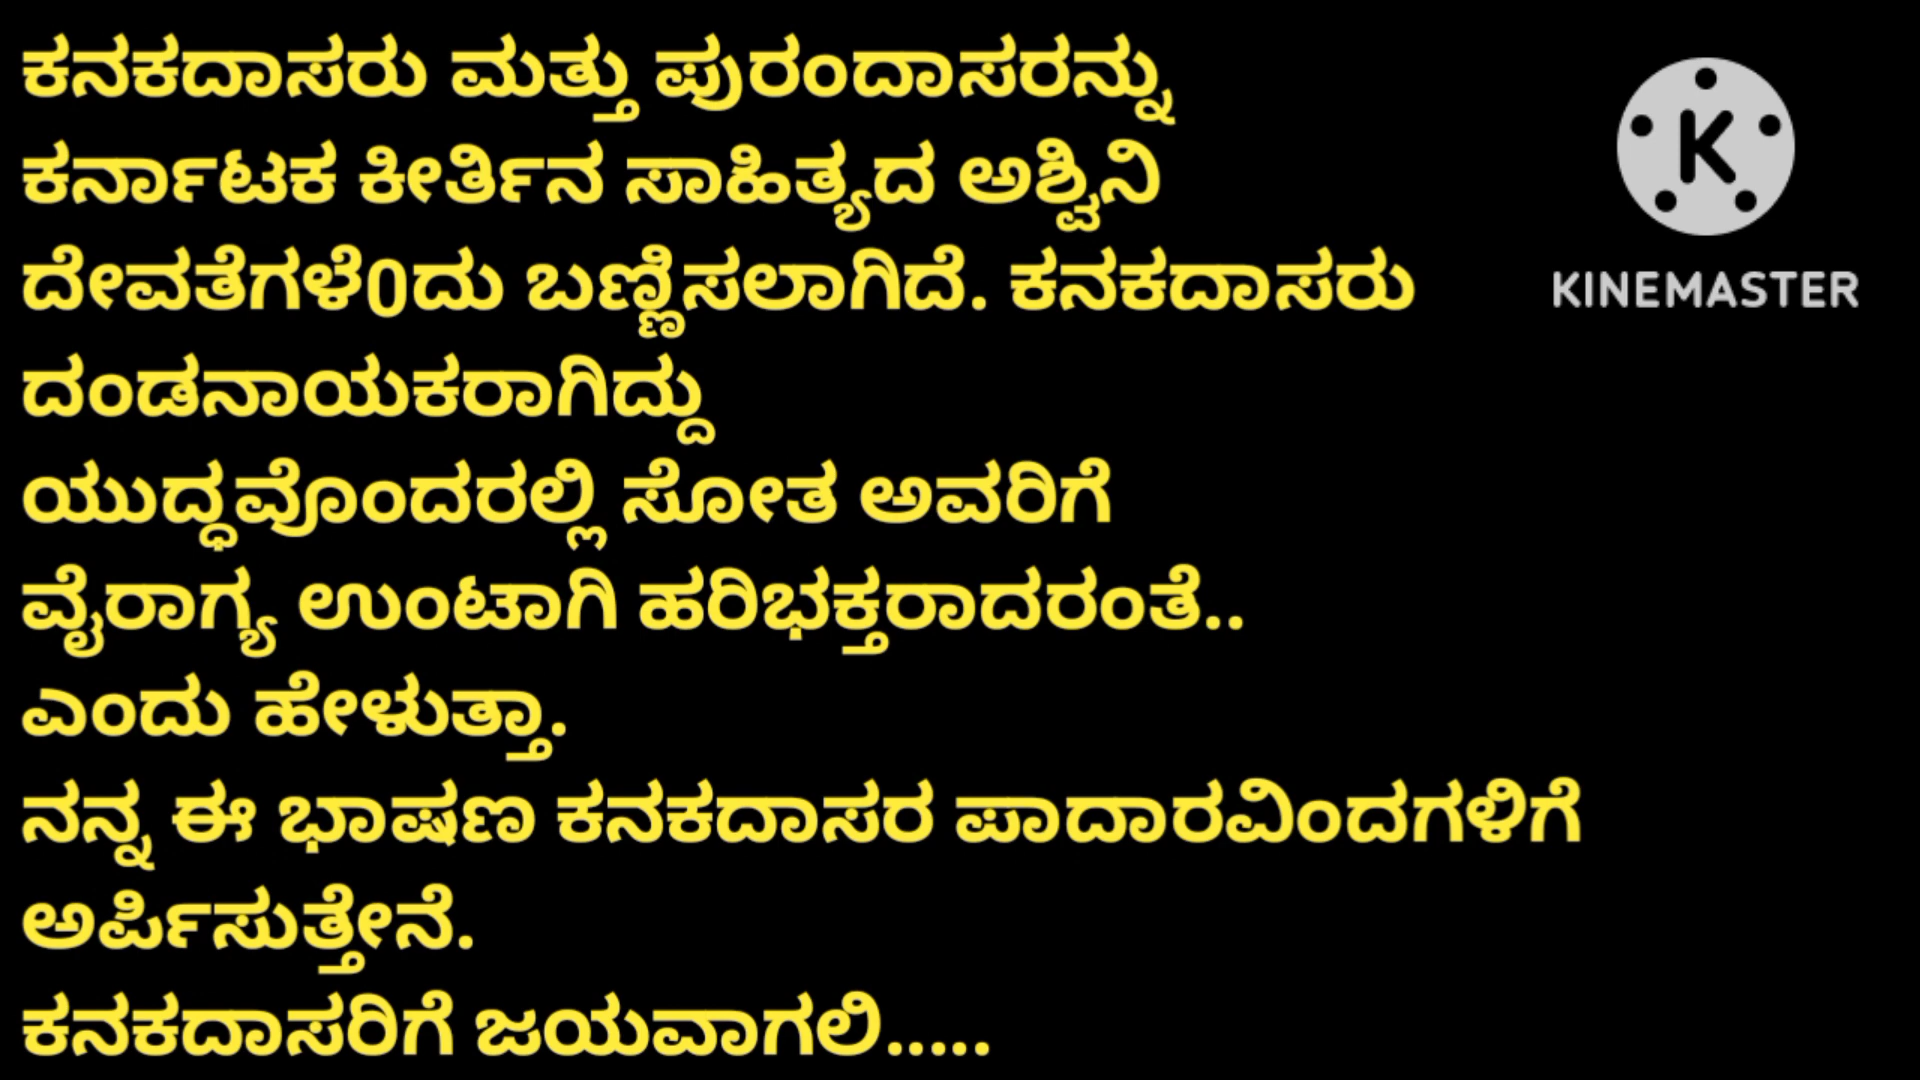 ಕನಕದಾಸರು ಮತ್ತು ಪುರಂದಾಸರನ್ನು
ಕರ್ನಾಟಕ ಕೀರ್ತಿನ ಸಾಹಿತ್ಯದ ಅಶ್ವಿನಿ
ದೇವತೆಗಳೆ0ದು ಬಣ್ಣಿಸಲಾಗಿದೆ. ಕನಕದಾಸರು
ದಂಡನಾಯಕರಾಗಿದ್ದು
ಯುದ್ಧವೊಂದರಲ್ಲಿ ಸೋತ ಅವರಿಗೆ
ವೈರಾಗ್ಯ ಉಂಟಾಗಿ ಹರಿಭಕ್ತರಾದರಂತೆ..
ಎಂದು ಹೇಳುತ್ತಾ.
ನನ್ನ ಈ ಭಾಷಣ ಕನಕದಾಸರ ಪಾದಾರವಿಂದಗಳಿಗೆ
ಅರ್ಪಿಸುತ್ತೇನೆ.
ಕನಕದಾಸರಿಗೆ ಜಯವಾಗಲಿ.....
K
KINEMASTER